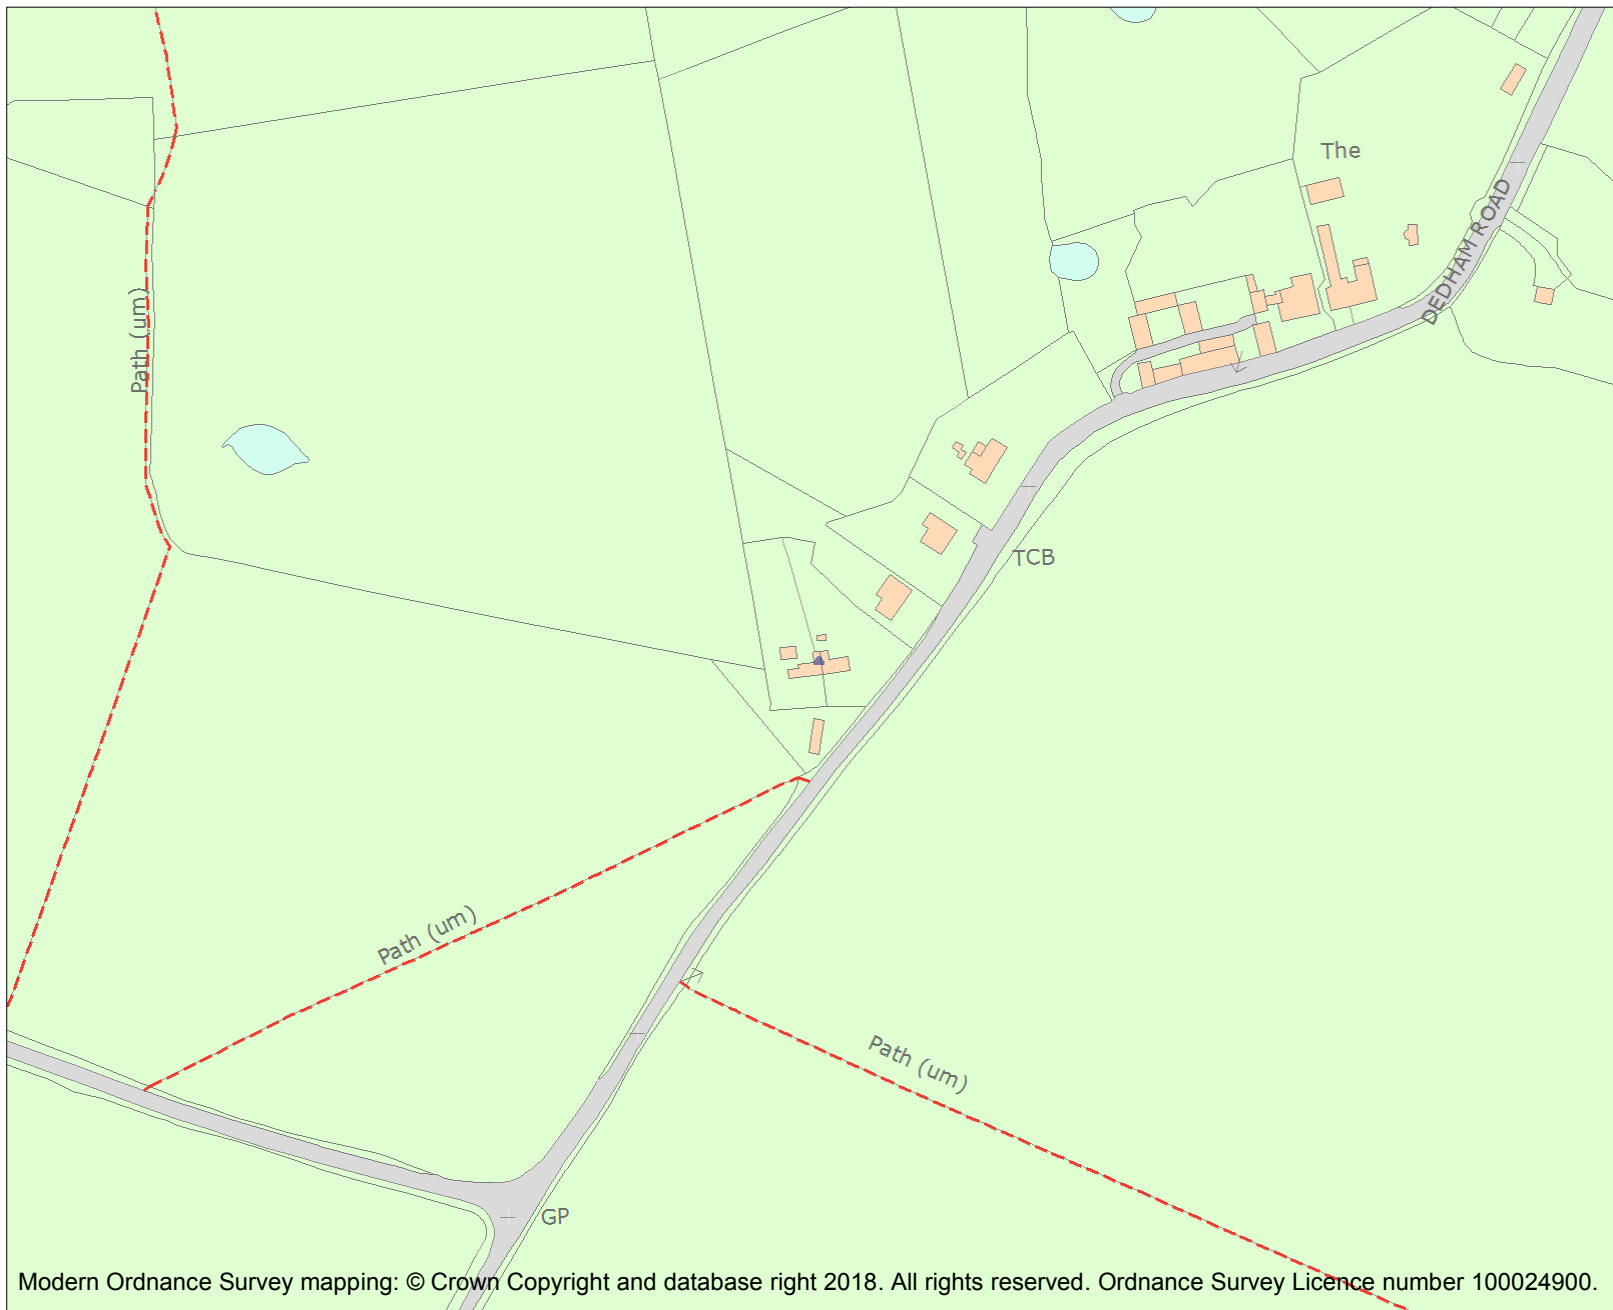 The
DEDHAM ROAD
Path (um)
TCB
Path (um)
Path (um)
GP
Modern Ordnance Survey mapping: © Crown Copyright and database right 2018. All rights reserved. Ordnance Survey Licence number 100024900.